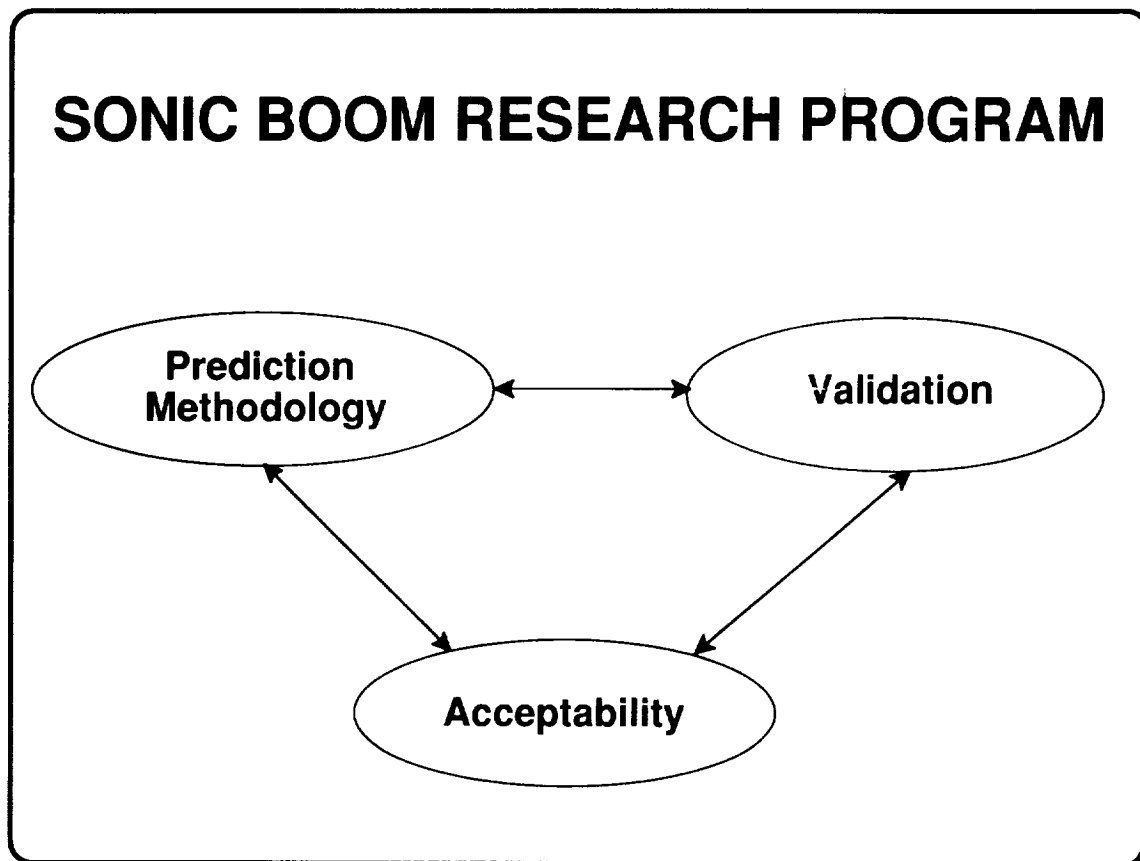 SONIC BOOM RESEARCH PROGRAM
Prediction
Methodology
Validation
Acceptability